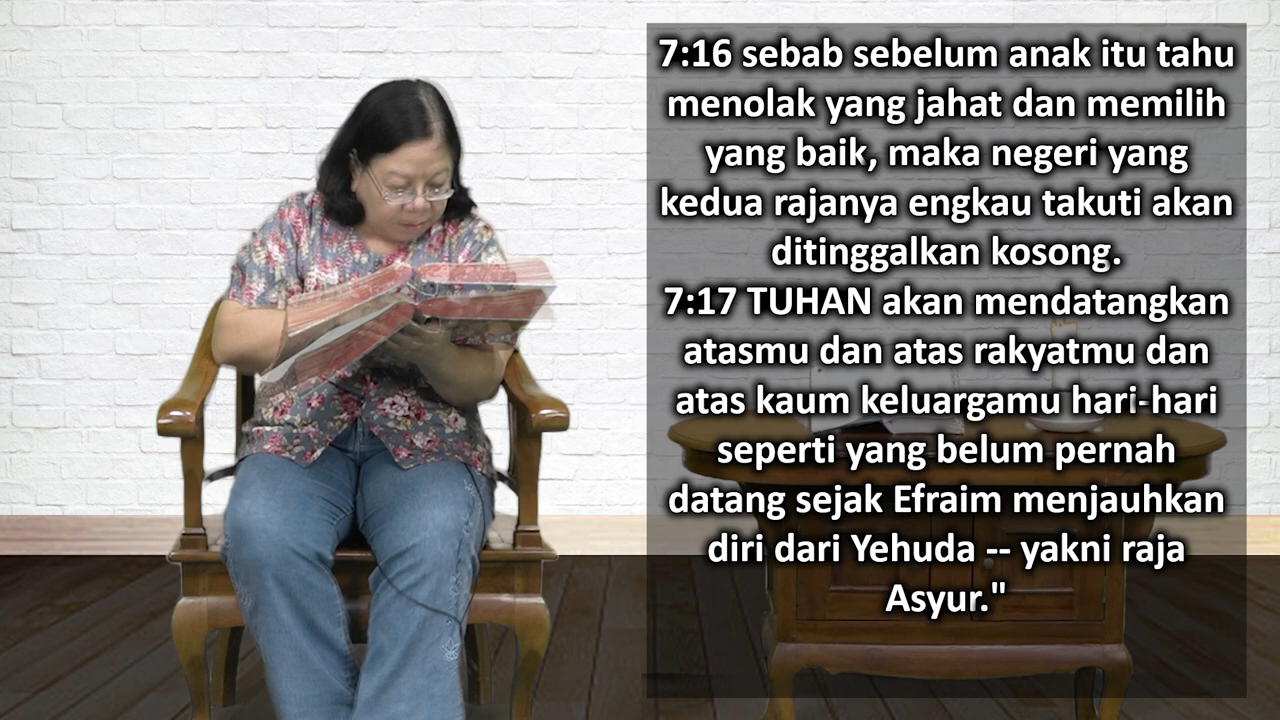 7:16 sebab sebelum anak itu tahu
menolak yang jahat dan memilih
yang baik, maka negeri yang
kedua rajanya engkau takuti akan
ditinggalkan kosong.
7:17 TUHAN akan mendatangkan
atasmu dan atas rakyatmu dan
atas kaum keluargamu hari-hari
seperti yang belum pernah
datang sejak Efraim menjauhkan
diri dari Yehuda -- yakni raja
Asyur."